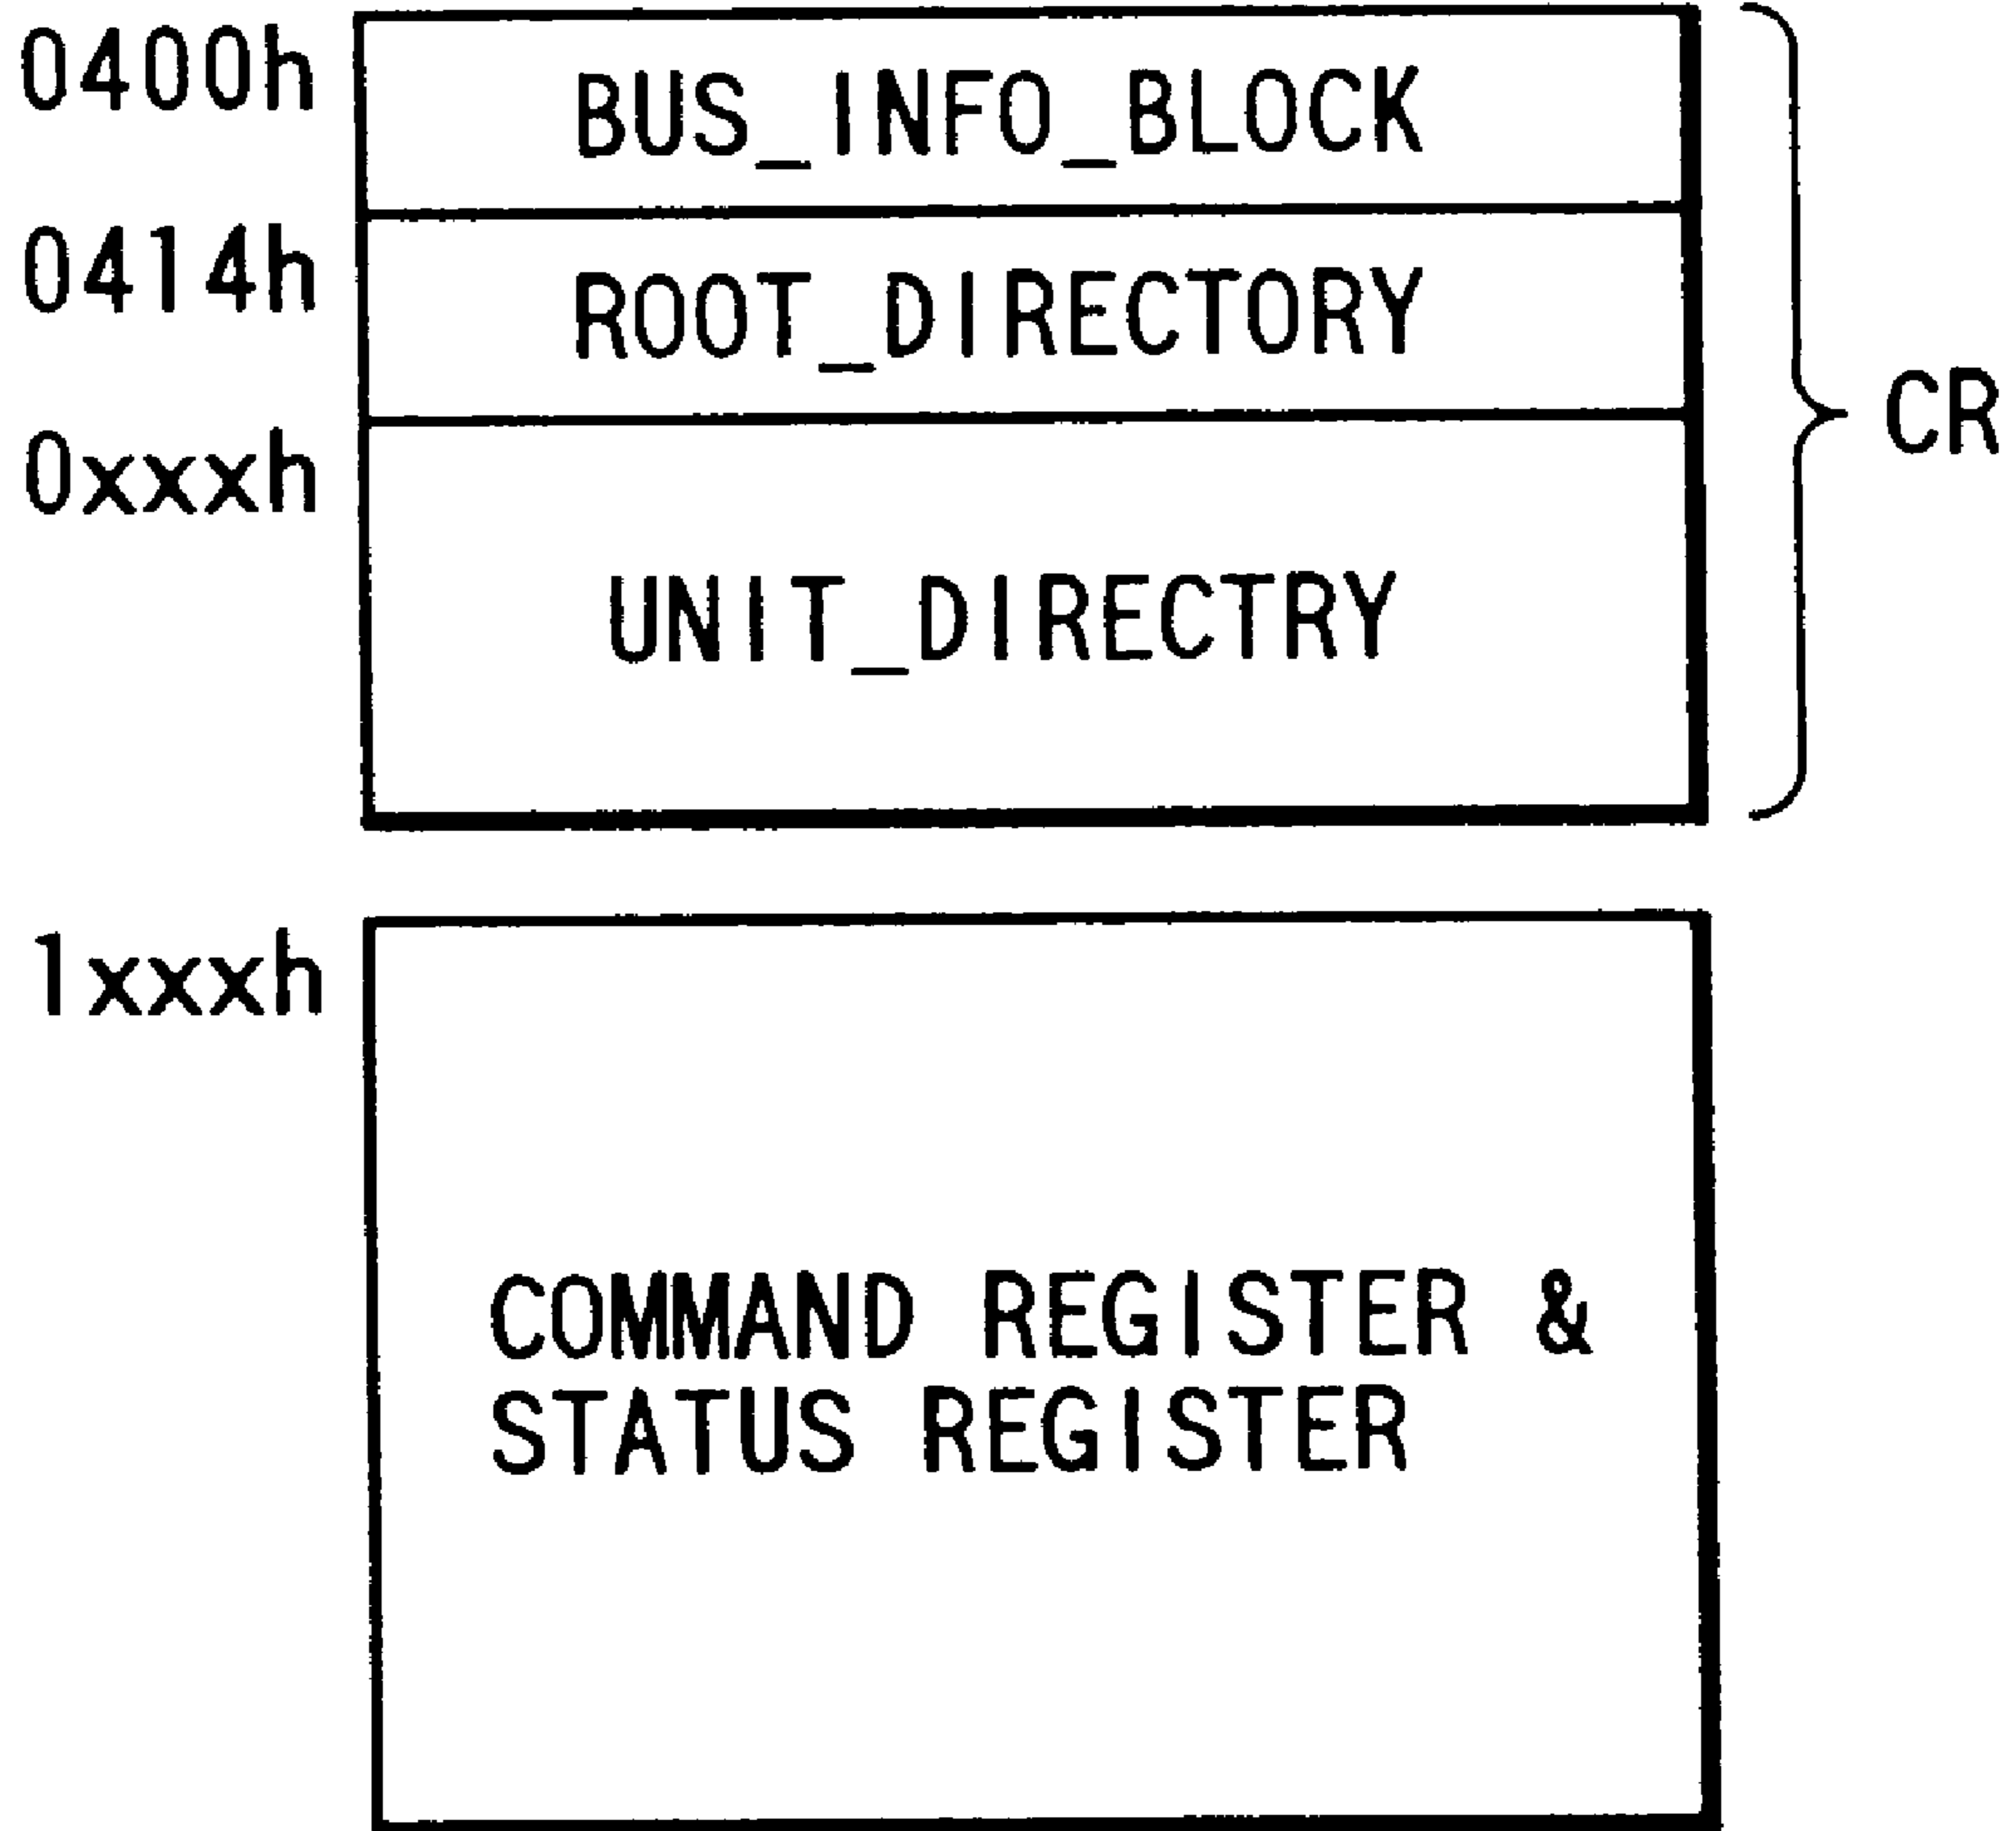 0400h
BUS_INFO_BLOCK
0414h
ROOT_DIRECTORY
0xxxh
CR
UNIT_DIRECTRY
1xxxh
COMMAND REGISTER &
STATUS REGISTER